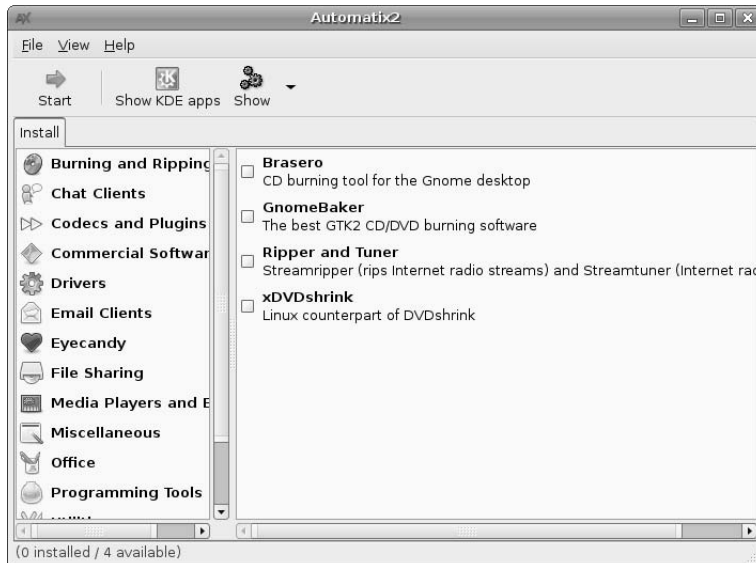 Automatix2
File View Help
Start Show KDE apps Show
Install
Burning and Ripping
Chat Clients
Codecs and Plugins
Commercial Softwar
Drivers
Email Clients
Eyecandy
File Sharing
Media Players and E
Miscellaneous
Office
Programming Tools
Brasero
CD burning tool for the Gnome desktop
GnomeBaker
The best GTK2 CD/DVD burning software
Ripper and Tuner
Streamripper (rips Internet radio streams) and Streamtuner (Internet rad
xDVDshrink
Linux counterpart of DVDshrink
(0 installed / 4 available)